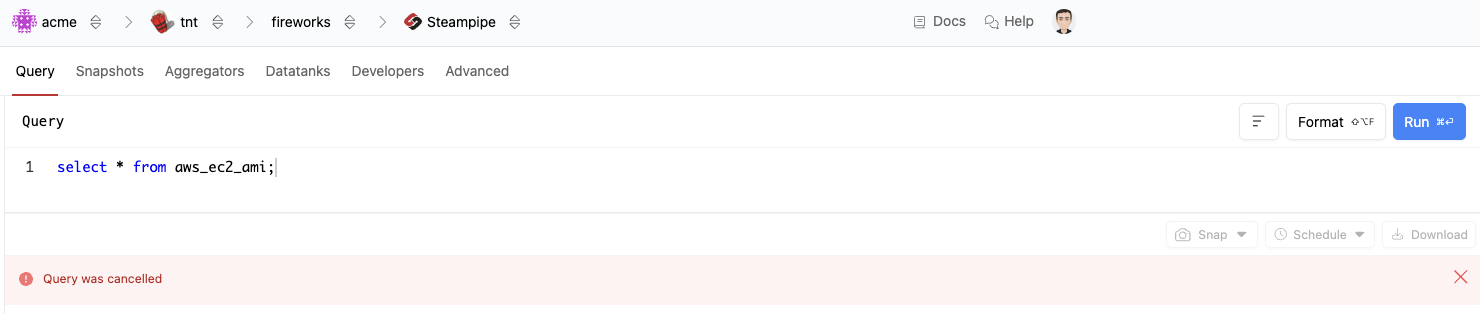 acme tnt fireworks Steampipe Docs Help
Query Snapshots Aggregators Datatanks Developers Advanced
Query Format ⇧⌥F Run ⌘⏎
1 select * from aws_ec2_ami;
Snap Schedule Download
Query was cancelled